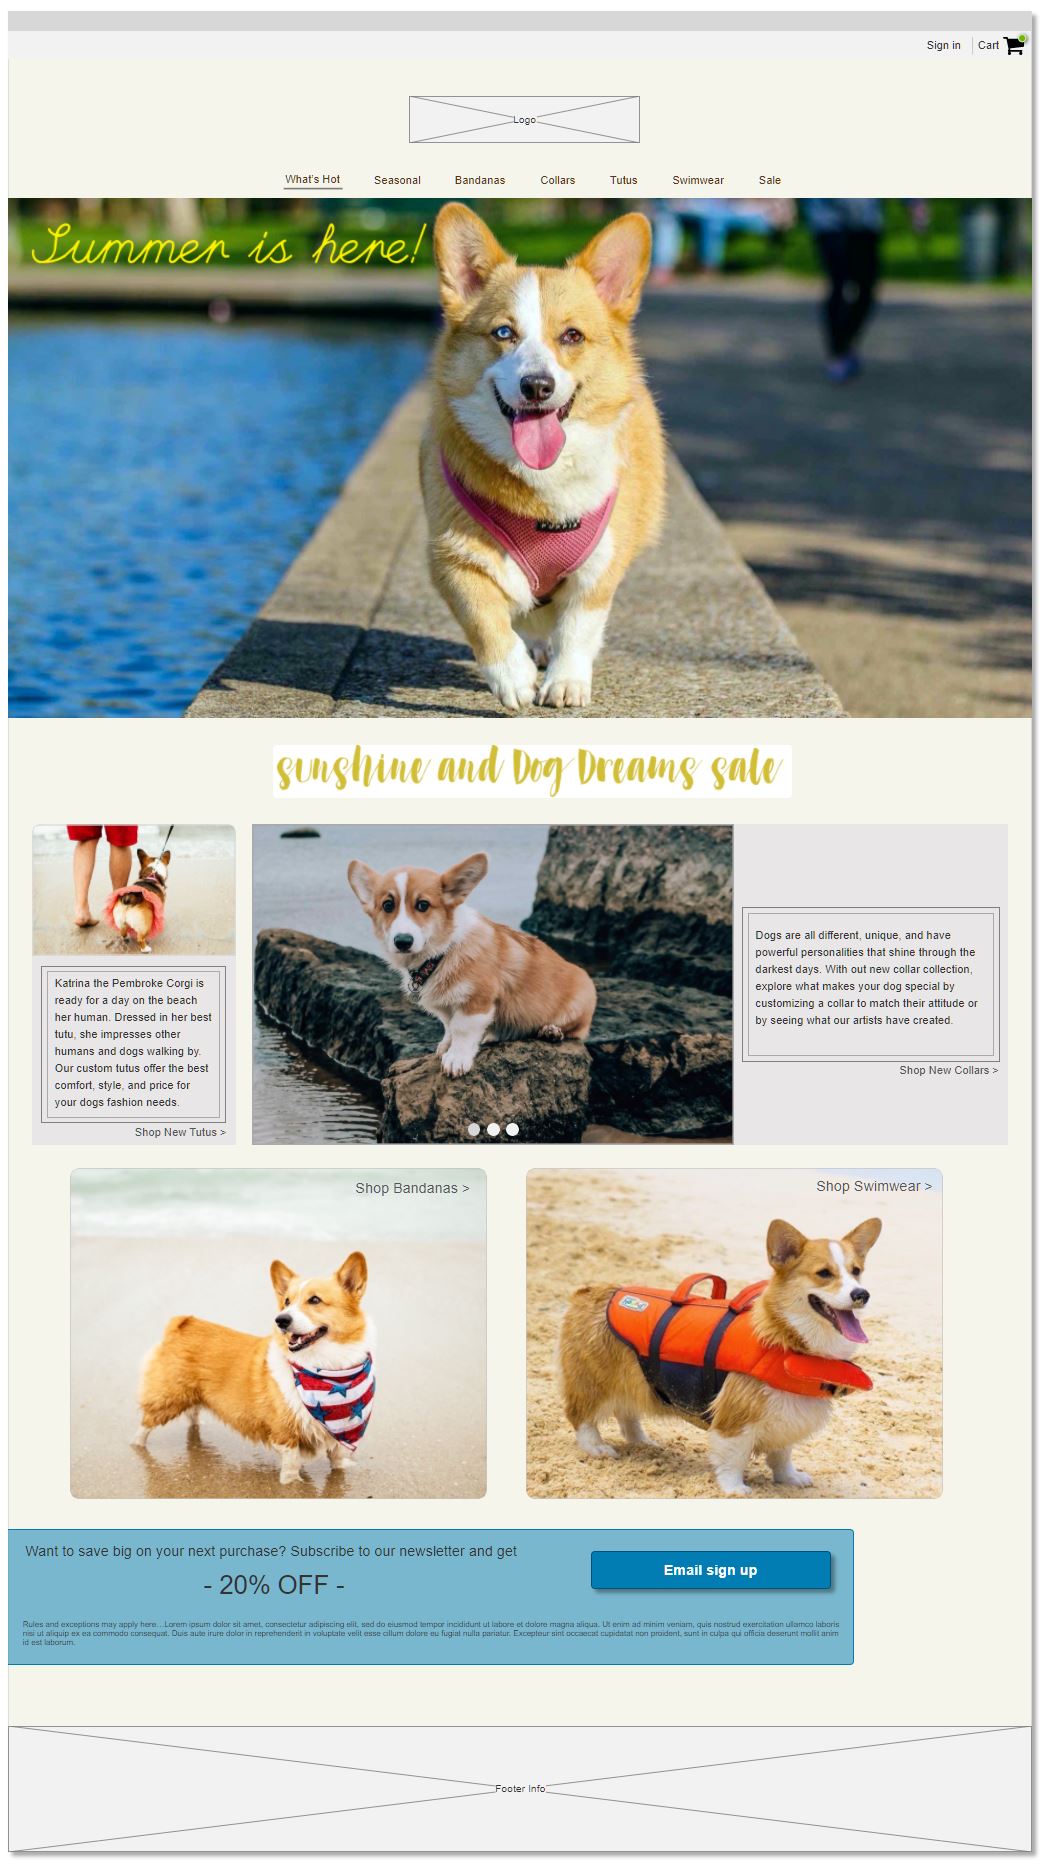 Sign in
Cart
Logo
What's Hot
Seasonal
Bandanas
Collars
Tutus
Swimwear
Sale
Summer is here!
PUPPIA
sunshine and Dog Dreams sale
Katrina the Pembroke Corgi is
ready for a day on the beach
her human. Dressed in her best
tutu, she impresses other
humans and dogs walking by.
Our custom tutus offer the best
comfort, style, and price for
your dogs fashion needs.
Shop New Tutus >
Dogs are all different, unique, and have
powerful personalities that shine through the
darkest days. With out new collar collection,
explore what makes your dog special by
customizing a collar to match their attitude or
by seeing what our artists have created.
Shop New Collars >
Shop Bandanas >
Shop Swimwear >
Want to save big on your next purchase? Subscribe to our newsletter and get
- 20% OFF -
Email sign up
Rules and exceptions may apply here...Lorem ipsum dolor sit amet, consectetur adipiscing elit, sed do eiusmod tempor incididunt ut labore et dolore magna aliqua. Ut enim ad minim veniam, quis nostrud exercitation ullamco laboris
nisi ut aliquip ex ea commodo consequat. Duis aute irure dolor in reprehenderit in voluptate velit esse cillum dolore eu fugiat nulla pariatur. Excepteur sint occaecat cupidatat non proident, sunt in culpa qui officia deserunt mollit anim
id est laborum.
Footer Info